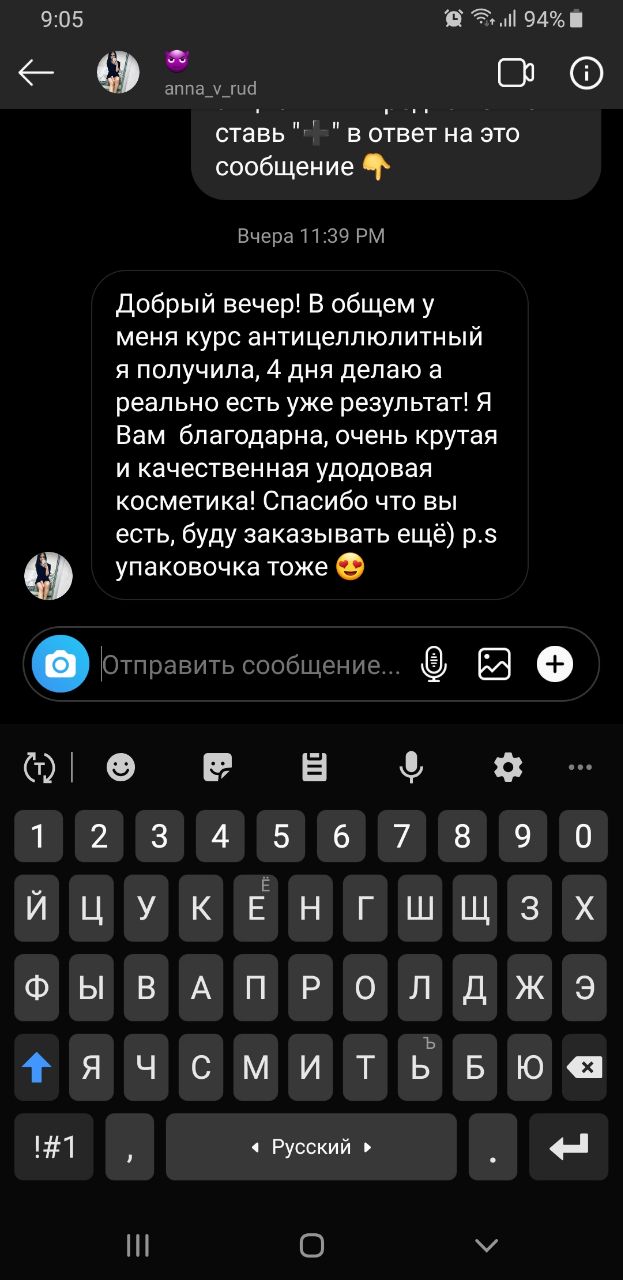 9:05 94%
😈
anna_v_rud
ставь "➕" в ответ на это
сообщение 👇
Вчера 11:39 PM
Добрый вечер! В общем у
меня курс антицеллюлитный
я получила, 4 дня делаю а
реально есть уже результат! Я
Вам благодарна, очень крутая
и качественная удодовая
косметика! Спасибо что вы
есть, буду заказывать ещё) p.s
упаковочка тоже 😍
Отправить сообщение...
1 2 3 4 5 6 7 8 9 0
Й Ц У К Е Ё Н Г Ш Щ З Х
Ф Ы В А П Р О Л Д Ж Э
Я Ч С М И Т Ь Ъ Б Ю
!#1 , Русский .